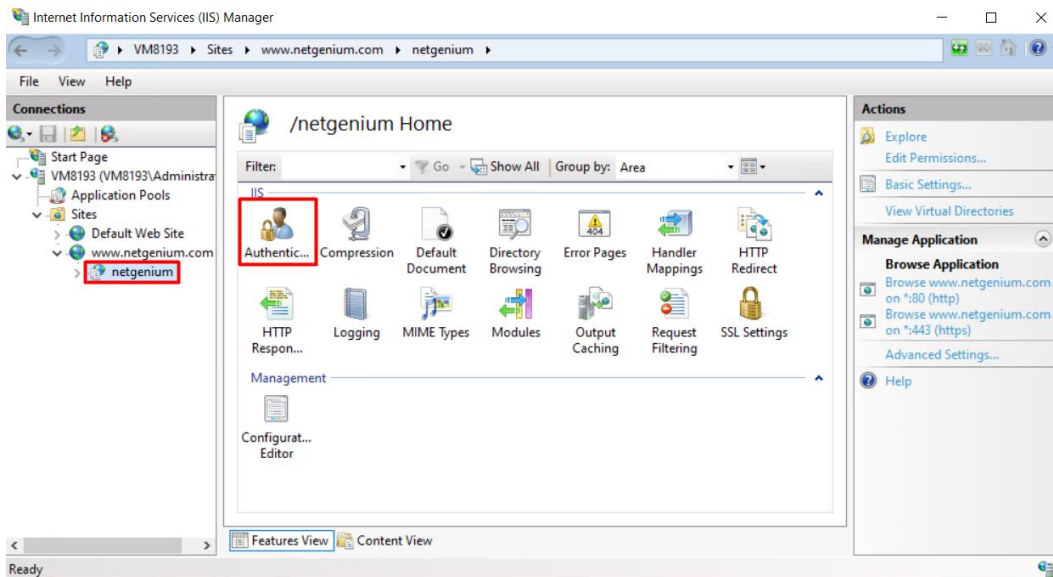 Internet Information Services (IIS) Manager
VM8193 Sites www.netgenium.com netgenium
File View Help
Connections
Start Page
VM8193 (VM8193\Administra
Application Pools
Sites
Default Web Site
www.netgenium.com
netgenium
/netgenium Home
Filter: Go Show All Group by: Area
IIS
Authentic... Compression Default Directory Error Pages Handler HTTP
Document Browsing Mappings Redirect
404
HTTP Logging MIME Types Modules Output Request SSL Settings
Respon... Caching Filtering
Management
Configurat...
Editor
Features View Content View
Actions
Explore
Edit Permissions...
Basic Settings...
View Virtual Directories
Manage Application
Browse Application
Browse www.netgenium.com
on *:80 (http)
Browse www.netgenium.com
on *:443 (https)
Advanced Settings...
Help
Ready